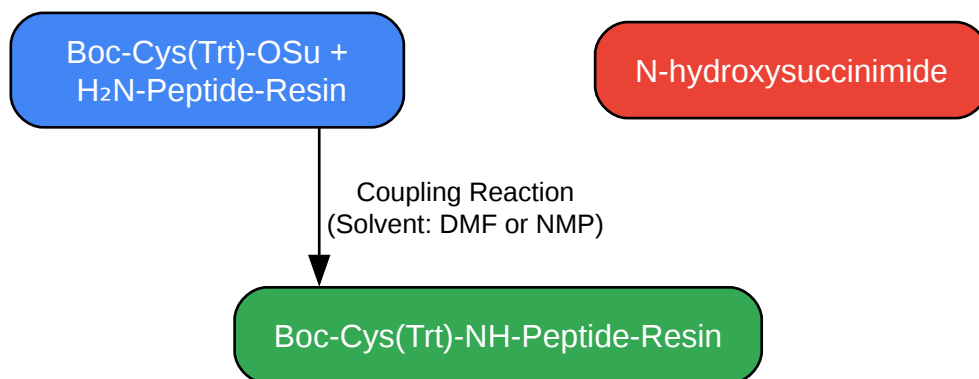 Boc-Cys(Trt)-OSu +
H₂N-Peptide-Resin
N-hydroxysuccinimide
Coupling Reaction
(Solvent: DMF or NMP)
Boc-Cys(Trt)-NH-Peptide-Resin